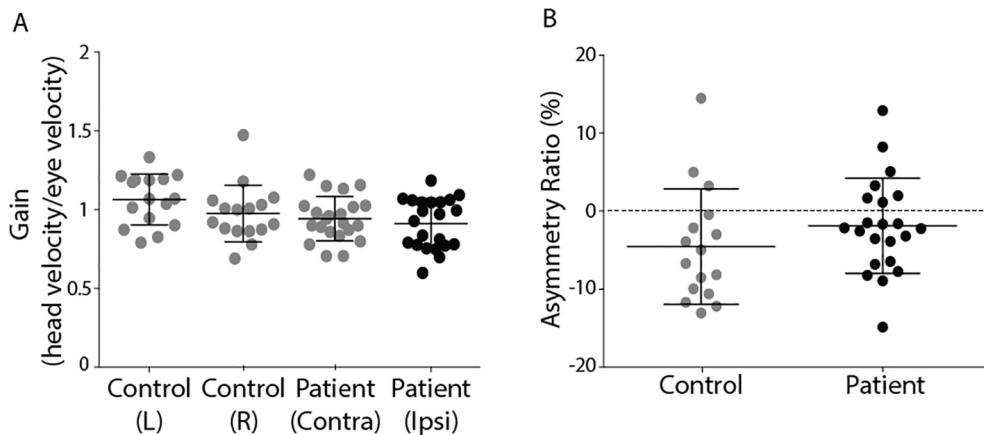 A
Gain
(head velocity/eye velocity)
2
1.5
1
0.5
0
Control
(L)
Control
(R)
Patient
(Contra)
Patient
(Ipsi)
B
Asymmetry Ratio (%)
20
10
0
-10
-20
Control
Patient